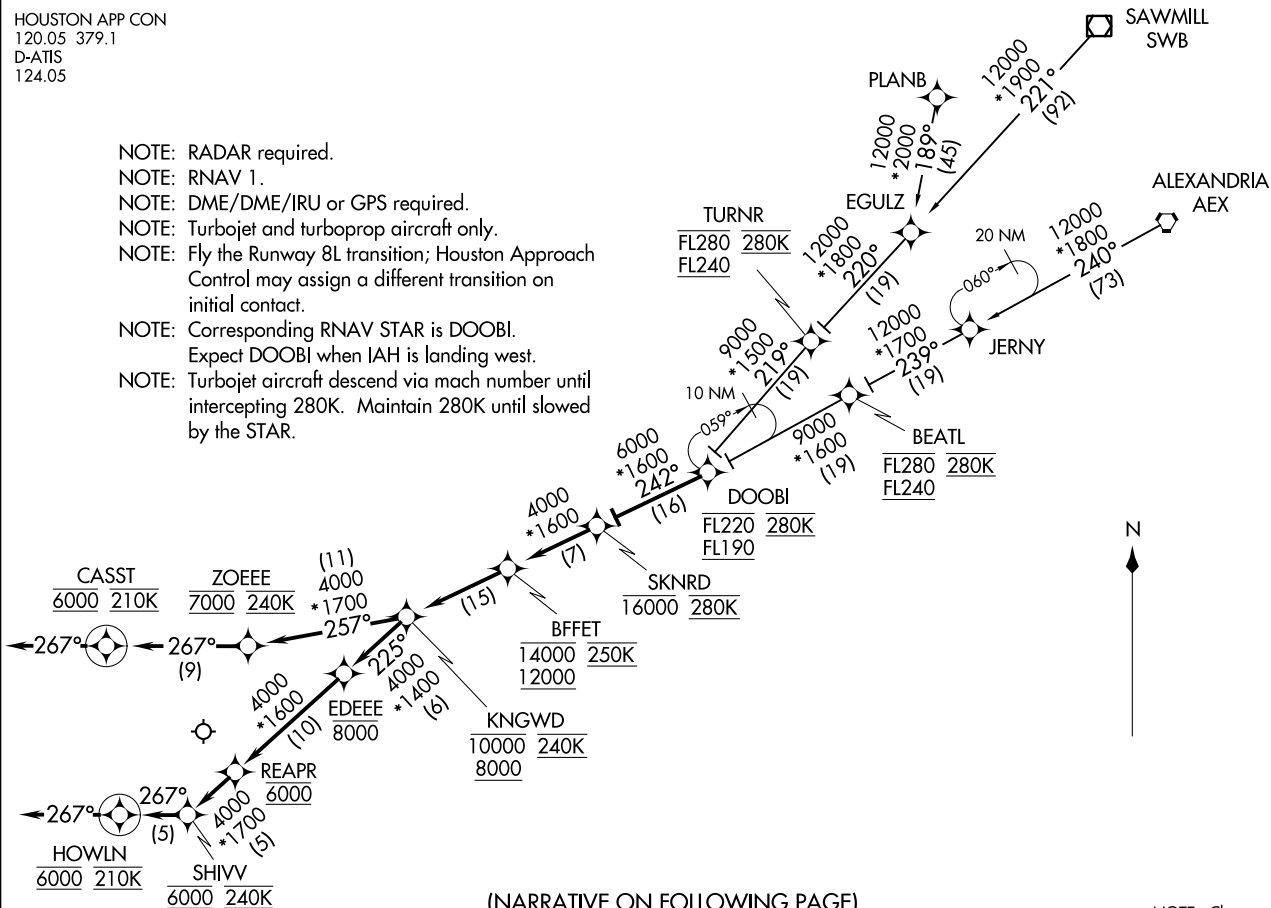 HOUSTON APP CON
120.05 379.1
D-ATIS
124.05
NOTE: RADAR required.
NOTE: RNAV 1.
NOTE: DME/DME/IRU or GPS required.
NOTE: Turbojet and turboprop aircraft only.
NOTE: Fly the Runway 8L transition; Houston Approach
Control may assign a different transition on
initial contact.
NOTE: Corresponding RNAV STAR is DOOBI.
Expect DOOBI when IAH is landing west.
NOTE: Turbojet aircraft descend via mach number until
intercepting 280K. Maintain 280K until slowed
by the STAR.
SAWMILL
SWB
12000
*1900
221°
(92)
PLANB
12000
*2000
189°
(45)
EGULZ
ALEXANDRIA
AEX
12000
*1800
240°
(73)
20 NM
060°
JERNY
TURNR
FL280 280K
FL240
12000
*1800
220°
(19)
12000
*1700
239°
(19)
9000
*1500
219°
(19)
10 NM
059°
BEATL
FL280 280K
FL240
9000
*1600
(19)
6000
*1600
242°
(16)
DOOBI
FL220 280K
FL190
4000
*1600
(7)
SKNRD
16000 280K
(15)
BFFET
14000 250K
12000
KNGWD
10000 240K
8000
(11)
4000
*1700
257°
ZOEEE
7000 240K
CASST
6000 210K
267°
267°
(9)
225°
4000
*1400
(6)
EDEEE
8000
4000
*1600
(10)
REAPR
6000
4000
*1700
(5)
267°
267°
(5)
HOWLN
6000 210K
SHIVV
6000 240K
N
(NARRATIVE ON FOLLOWING PAGE)